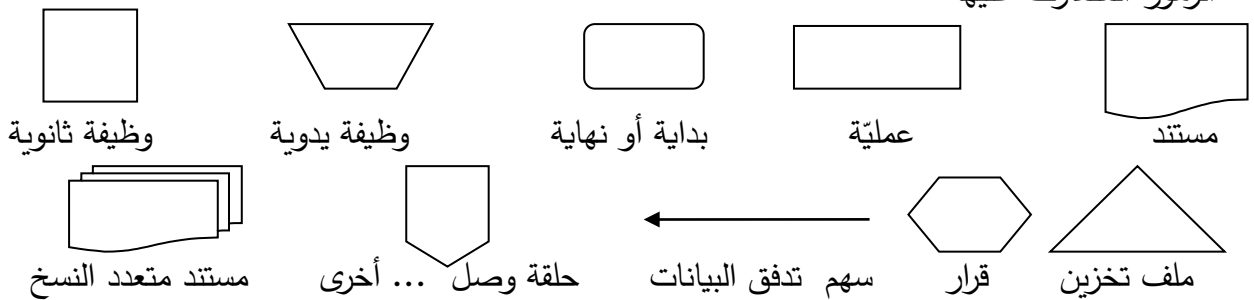 مستند عمليّة بداية أو نهاية وظيفة يدوية وظيفة ثانوية
ملف تخزين قرار سهم تدفق البيانات حلقة وصل ... أخرى مستند متعدد النسخ